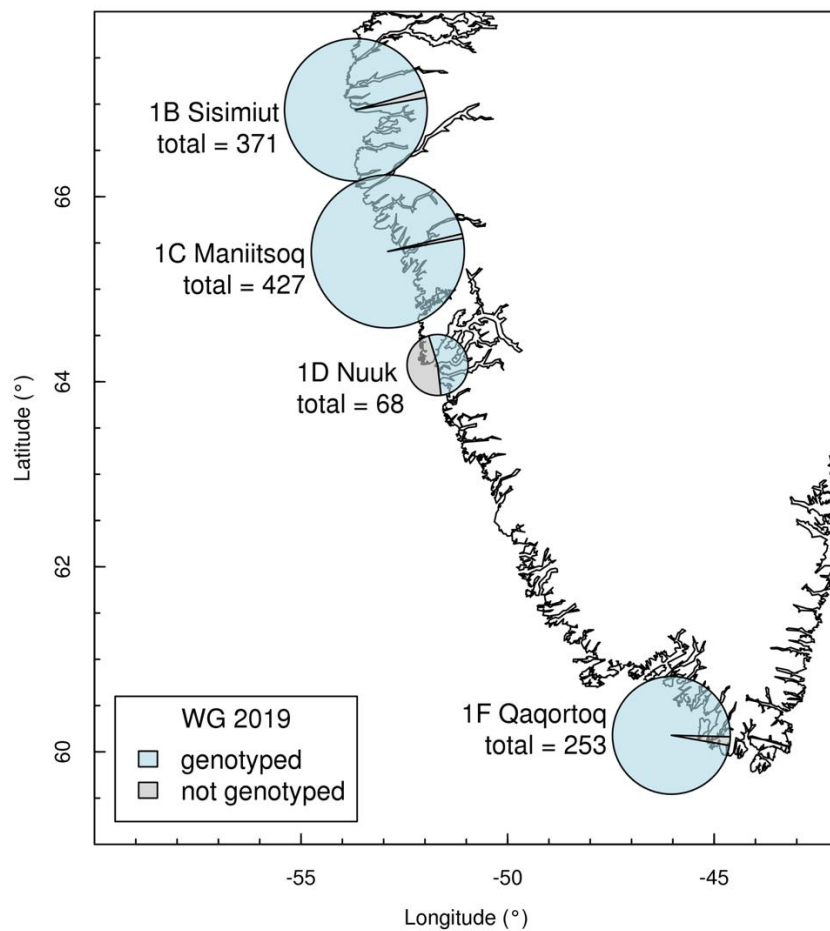 1B Sisimiut
total = 371
1C Maniitsoq
total = 427
1D Nuuk
total = 68
1F Qaqortoq
total = 253
WG 2019
genotyped
not genotyped
66
64
62
60
Latitude (°)
-55
-50
-45
Longitude (°)